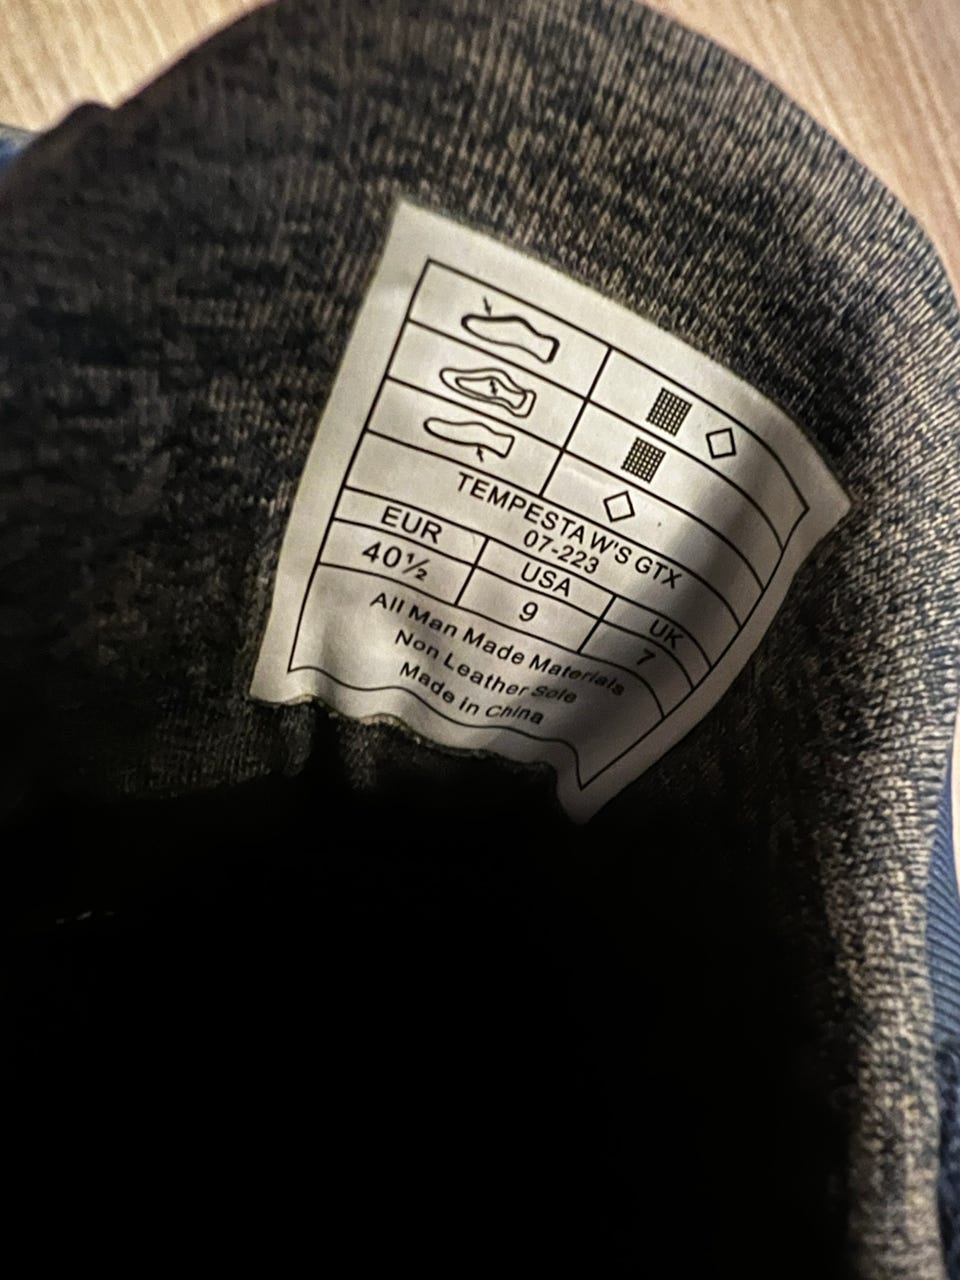 TEMPESTA W'S GTX
07-223
EUR USA UK
40½ 9 7
All Man Made Materials
Non Leather Sole
Made in China